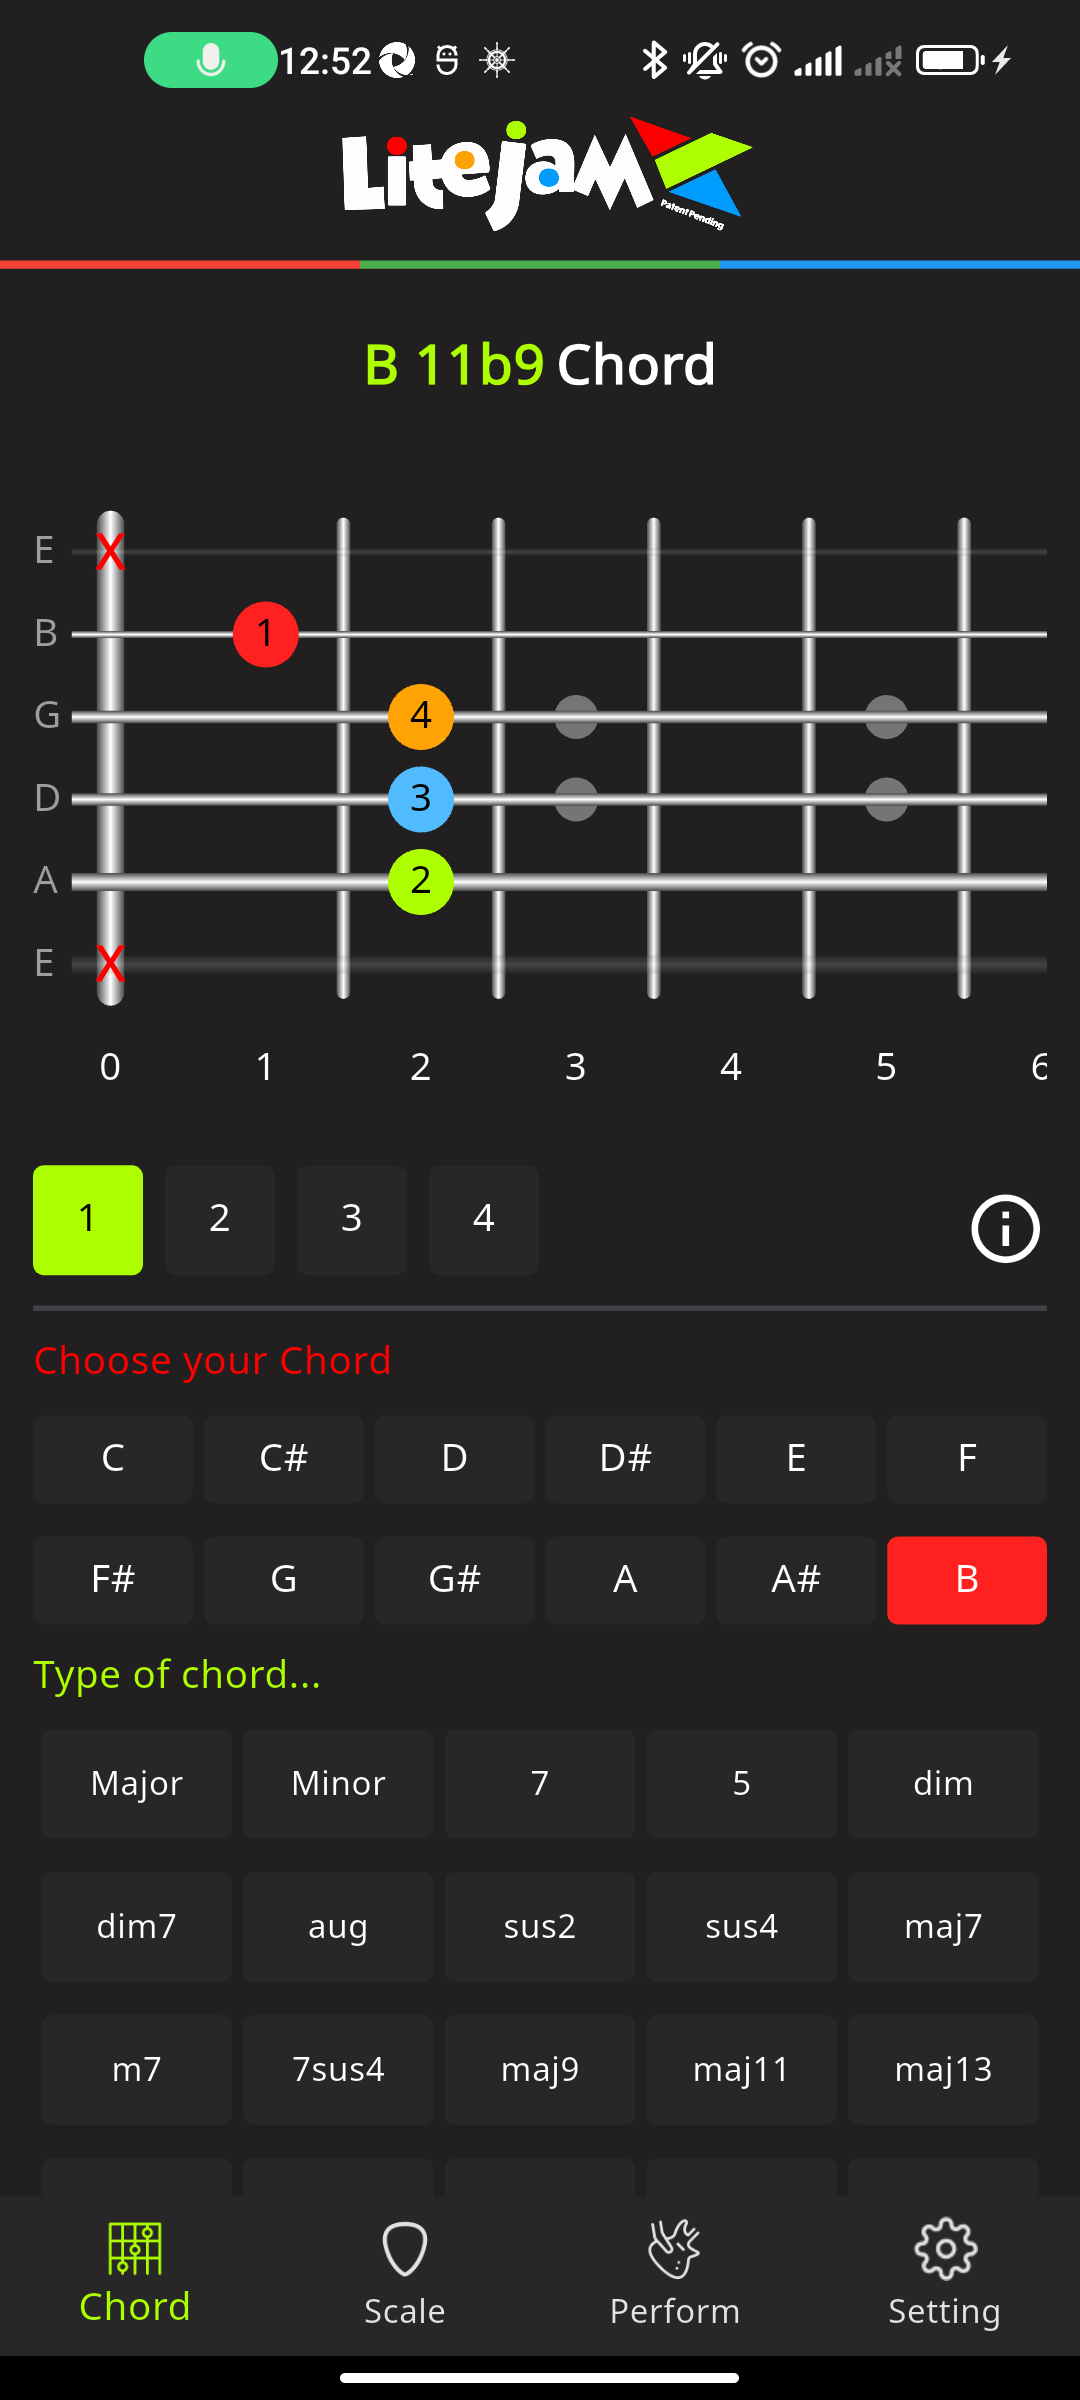 12:52
LiteJam
Patent Pending
B 11b9 Chord
E X
B 1
G 4
D 3
A 2
E X
0 1 2 3 4 5 6
1 2 3 4
Choose your Chord
C C# D D# E F
F# G G# A A# B
Type of chord...
Major Minor 7 5 dim
dim7 aug sus2 sus4 maj7
m7 7sus4 maj9 maj11 maj13
Chord Scale Perform Setting